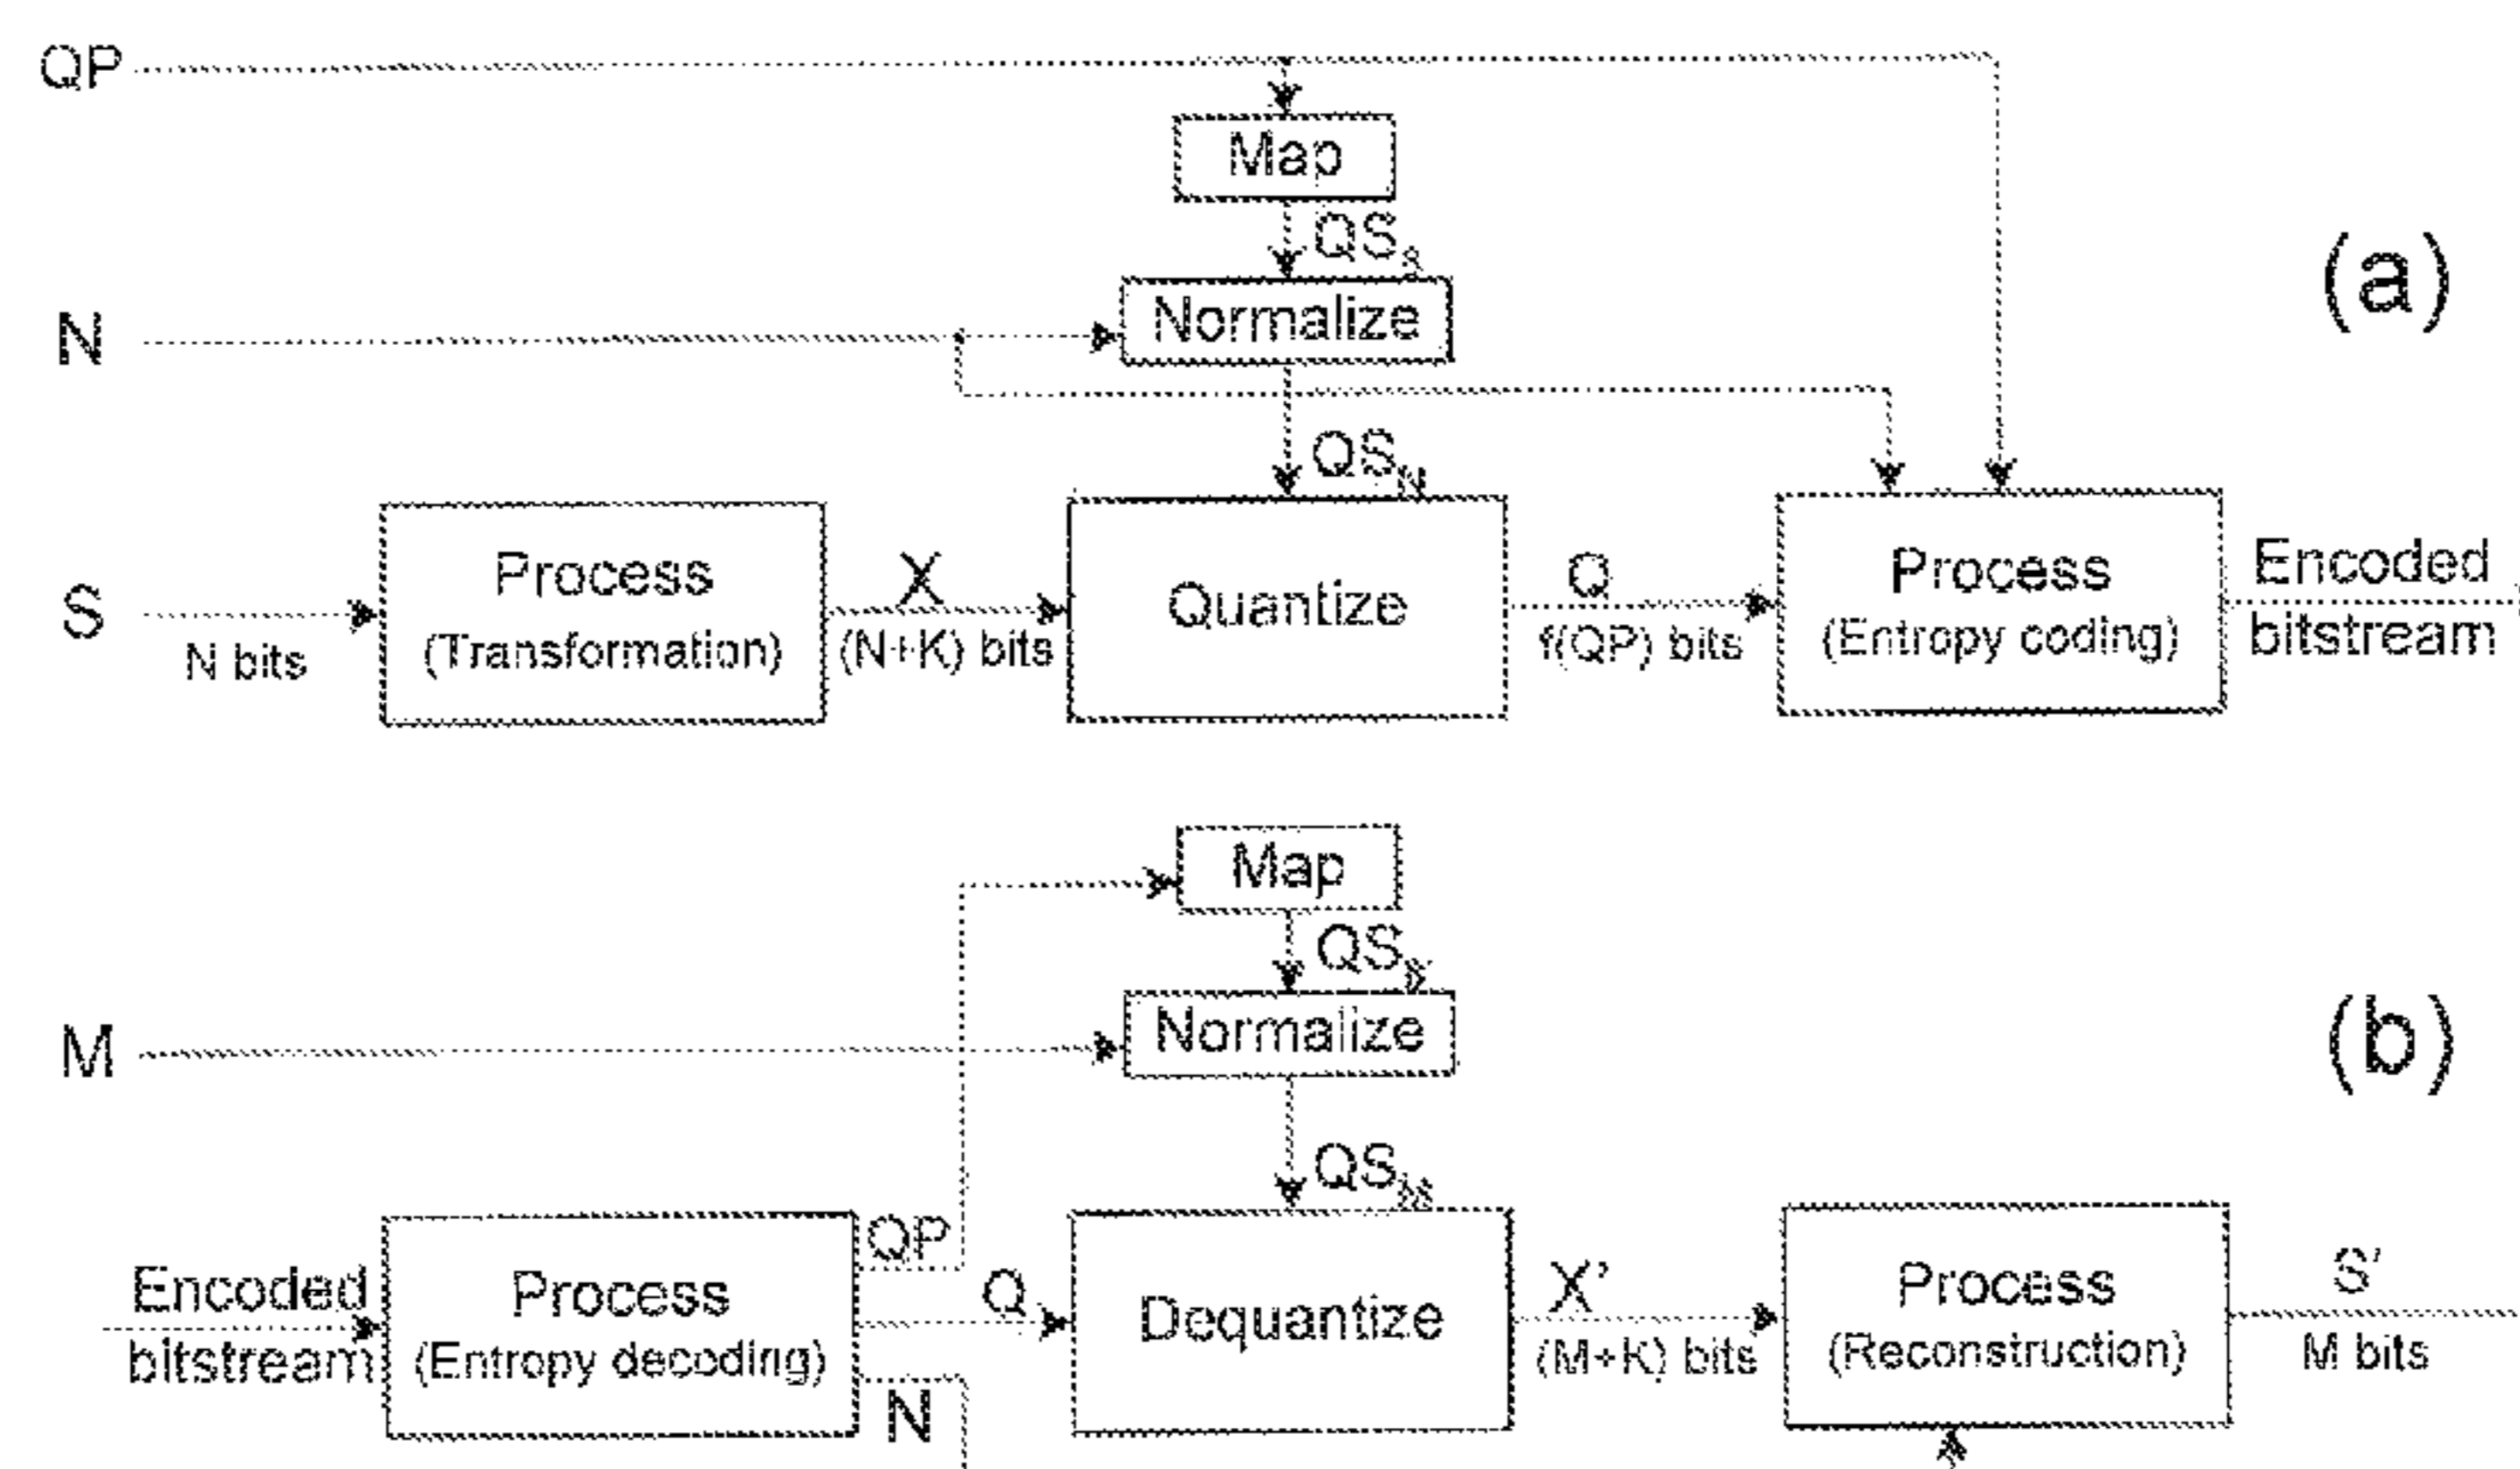 QP
Map
QS
(a)
N
Normalize
QS_N
S
N bits
Process
(Transformation)
X
(N+K) bits
Quantize
Q
f(QP) bits
Process
(Entropy coding)
Encoded
bitstream
Map
QS
(b)
M
Normalize
QS
Encoded
bitstream
Process
(Entropy decoding)
QP
Q
N
Dequantize
X'
(M+K) bits
Process
(Reconstruction)
S'
M bits